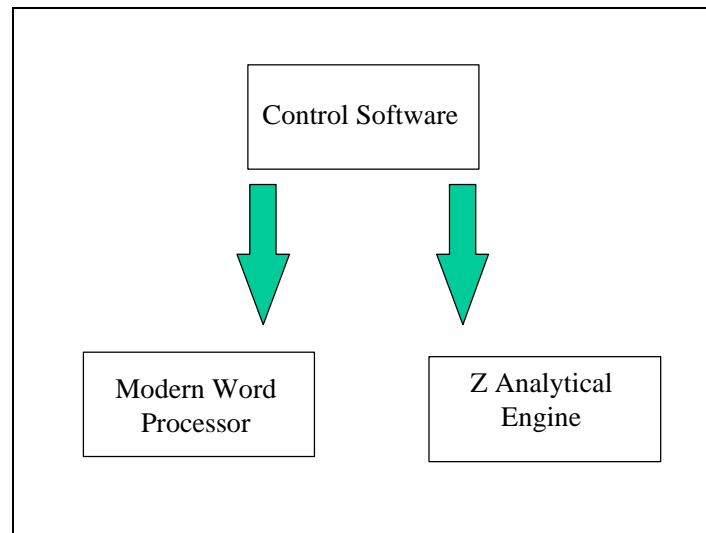 Control Software
Modern Word
Processor
Z Analytical
Engine